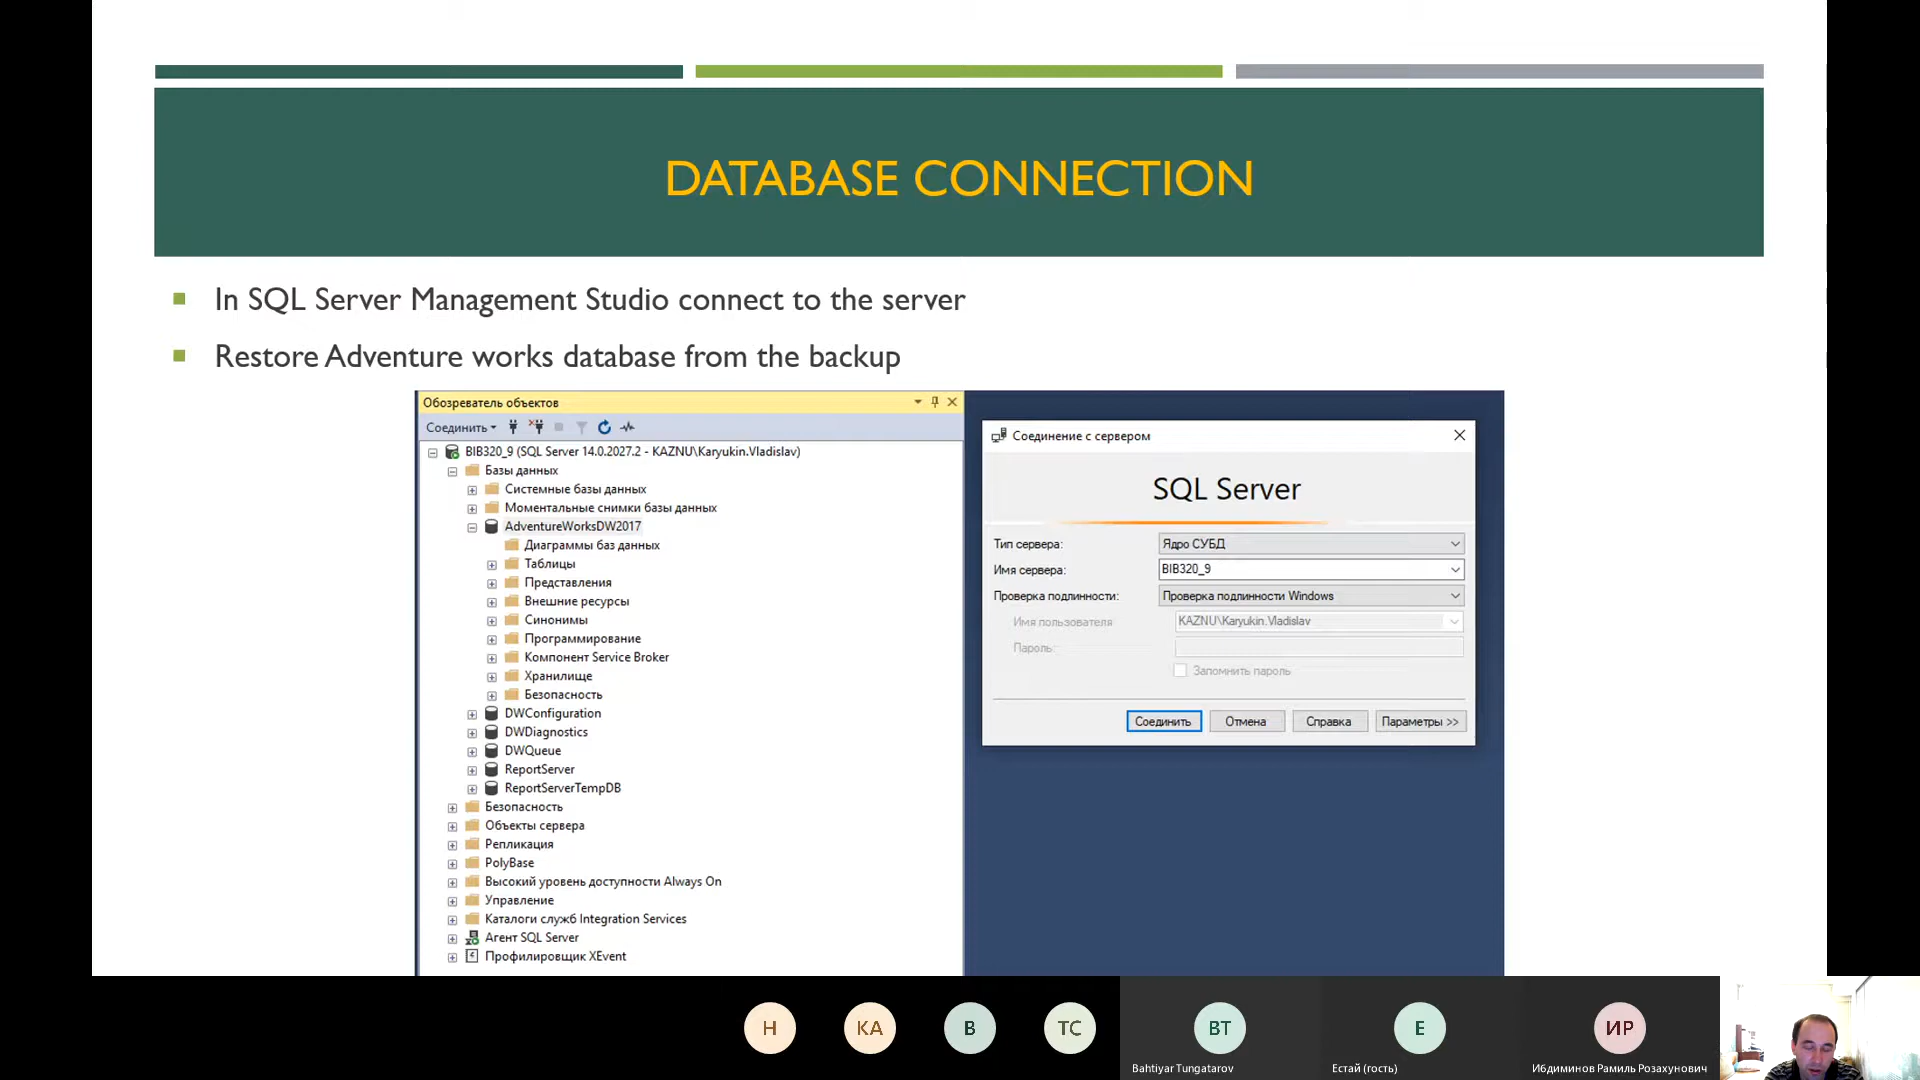 DATABASE CONNECTION
In SQL Server Management Studio connect to the server
Restore Adventure works database from the backup
Обозреватель объектов
Соединить
BIB320_9 (SQL Server 14.0.2027.2 - KAZNU\Karyukin.Vladislav)
Базы данных
Системные базы данных
Моментальные снимки базы данных
AdventureWorksDW2017
Диаграммы баз данных
Таблицы
Представления
Внешние ресурсы
Синонимы
Программирование
Компонент Service Broker
Хранилище
Безопасность
DWConfiguration
DWDiagnostics
DWQueue
ReportServer
ReportServerTempDB
Безопасность
Объекты сервера
Репликация
PolyBase
Высокий уровень доступности Always On
Управление
Каталоги служб Integration Services
Агент SQL Server
Профилировщик XEvent
Соединение с сервером
SQL Server
Тип сервера: Ядро СУБД
Имя сервера: BIB320_9
Проверка подлинности: Проверка подлинности Windows
Имя пользователя KAZNU\Karyukin.Vladislav
Пароль:
Запомнить пароль
Соединить Отмена Справка Параметры >>
Н КА В ТС ВТ Е ИР
Bahtiyar Tungatarov Естай (гость) Ибдиминов Рамиль Розахунович